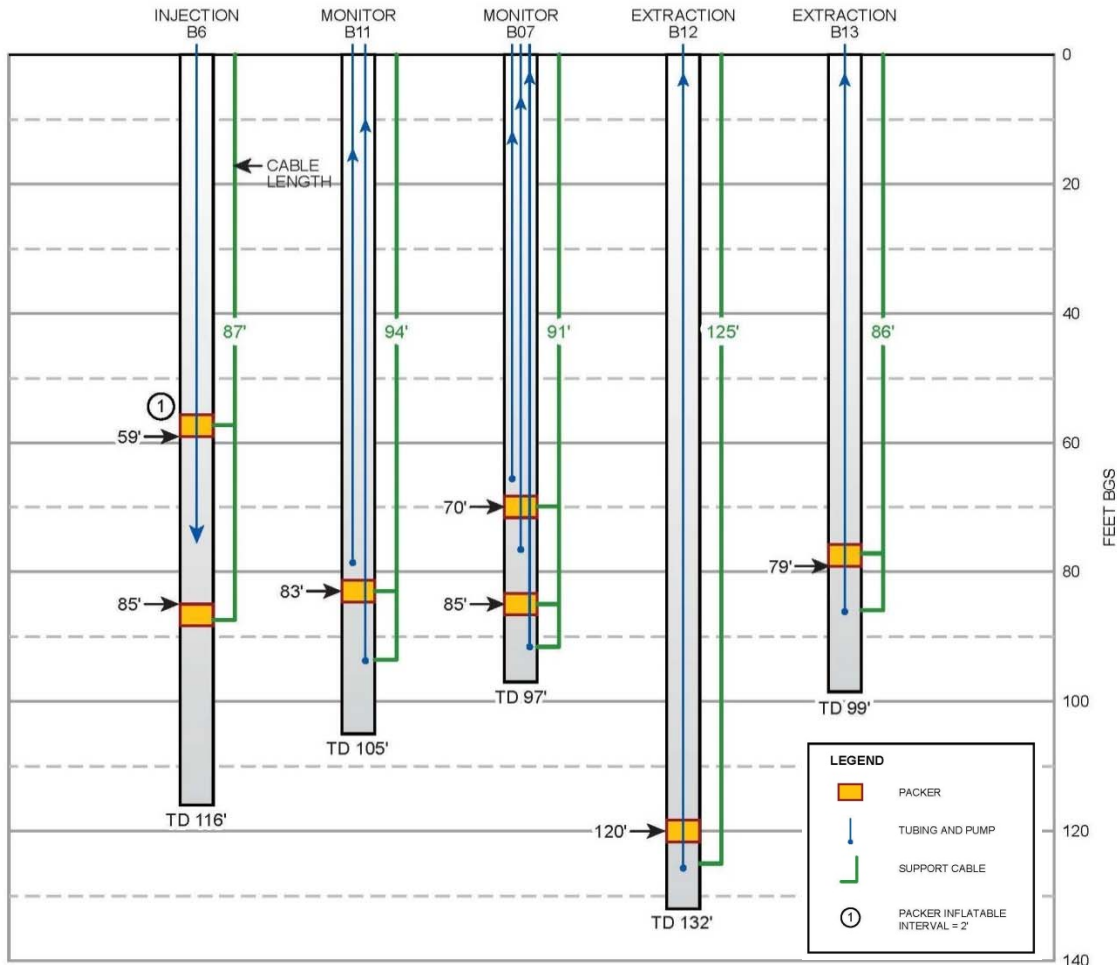 INJECTION
B6
MONITOR
B11
MONITOR
B07
EXTRACTION
B12
EXTRACTION
B13
0
CABLE
LENGTH
20
40
87'
94'
91'
125'
86'
1
59'
60
70'
79'
80
83'
85'
85'
TD 97'
TD 99'
100
TD 105'
TD 116'
120'
120
TD 132'
140
FEET BGS
LEGEND
PACKER
TUBING AND PUMP
SUPPORT CABLE
1
PACKER INFLATABLE
INTERVAL = 2'